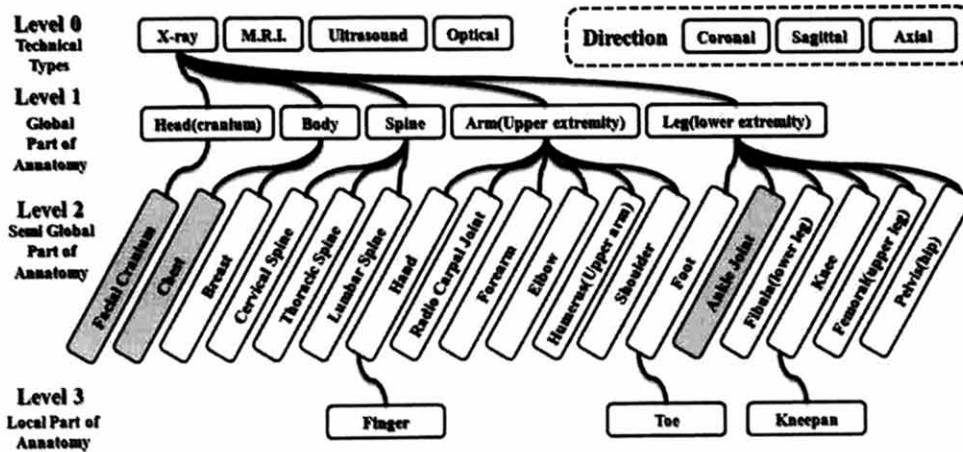 Level 0
Technical
Types
X-ray
M.R.I.
Ultrasound
Optical
Direction
Coronal
Sagittal
Axial
Level 1
Global
Part of
Annatomy
Head(cranium)
Body
Spine
Arm(Upper extremity)
Leg(lower extremity)
Level 2
Semi Global
Part of
Annatomy
Facial Cranium
Chest
Breast
Cervical Spine
Thoracic Spine
Lumbar Spine
Hand
Radio Carpal Joint
Forearm
Elbow
Humerus(Upper arm)
Shoulder
Foot
Ankle Joint
Fibula(lower leg)
Knee
Femoral(upper leg)
Pelvis(hip)
Level 3
Local Part of
Annatomy
Finger
Toe
Kneepan